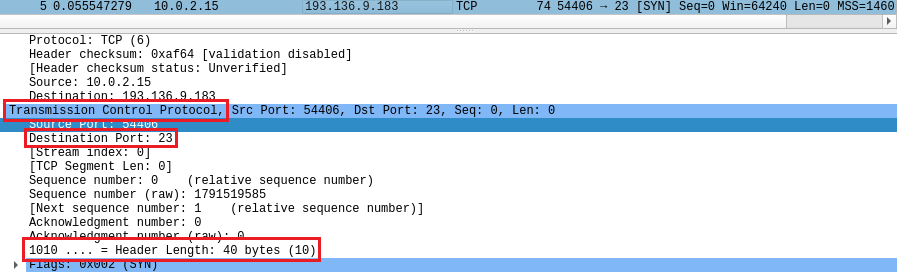 5 0.055547279 10.0.2.15 193.136.9.183 TCP 74 54406 → 23 [SYN] Seq=0 Win=64240 Len=0 MSS=1460
Protocol: TCP (6)
Header checksum: 0xaf64 [validation disabled]
[Header checksum status: Unverified]
Source: 10.0.2.15
Destination: 193.136.9.183
Transmission Control Protocol, Src Port: 54406, Dst Port: 23, Seq: 0, Len: 0
Source Port: 54406
Destination Port: 23
[Stream index: 0]
[TCP Segment Len: 0]
Sequence number: 0 (relative sequence number)
Sequence number (raw): 1791519585
[Next sequence number: 1 (relative sequence number)]
Acknowledgment number: 0
Acknowledgment number (raw): 0
1010 .... = Header Length: 40 bytes (10)
Flags: 0x002 (SYN)